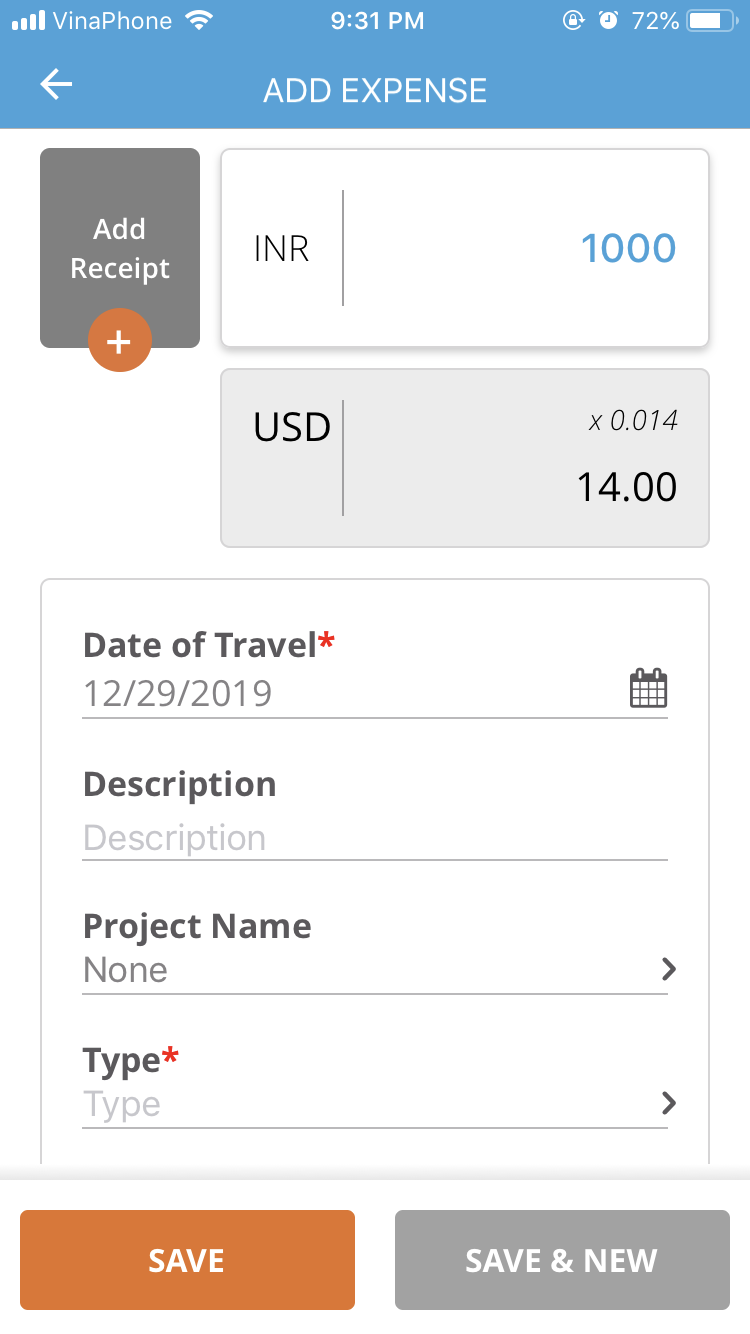 VinaPhone 9:31 PM 72%
ADD EXPENSE
Add
Receipt
+
INR 1000
USD x 0.014
14.00
Date of Travel*
12/29/2019
Description
Description
Project Name
None
Type*
Type
SAVE SAVE & NEW